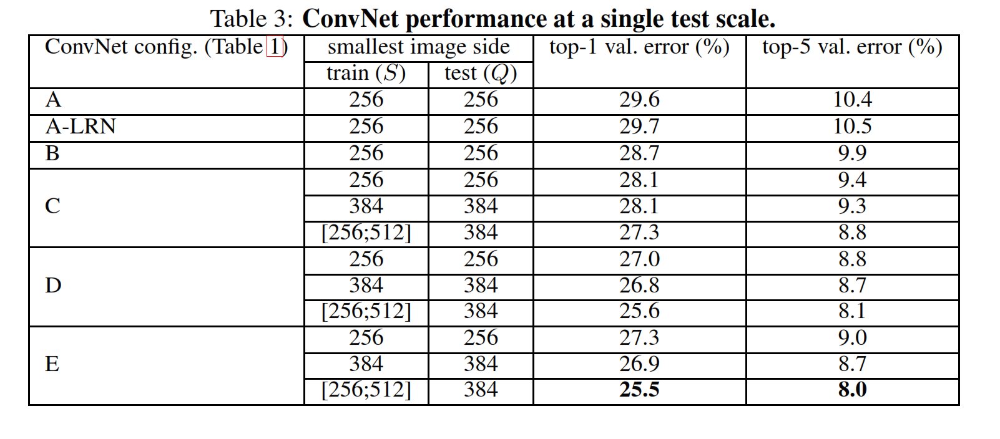 Table 3: ConvNet performance at a single test scale.
ConvNet config. (Table 1) smallest image side top-1 val. error (%) top-5 val. error (%)
train (S) test (Q)
A 256 256 29.6 10.4
A-LRN 256 256 29.7 10.5
B 256 256 28.7 9.9
256 256 28.1 9.4
C 384 384 28.1 9.3
[256;512] 384 27.3 8.8
256 256 27.0 8.8
D 384 384 26.8 8.7
[256;512] 384 25.6 8.1
256 256 27.3 9.0
E 384 384 26.9 8.7
[256;512] 384 25.5 8.0